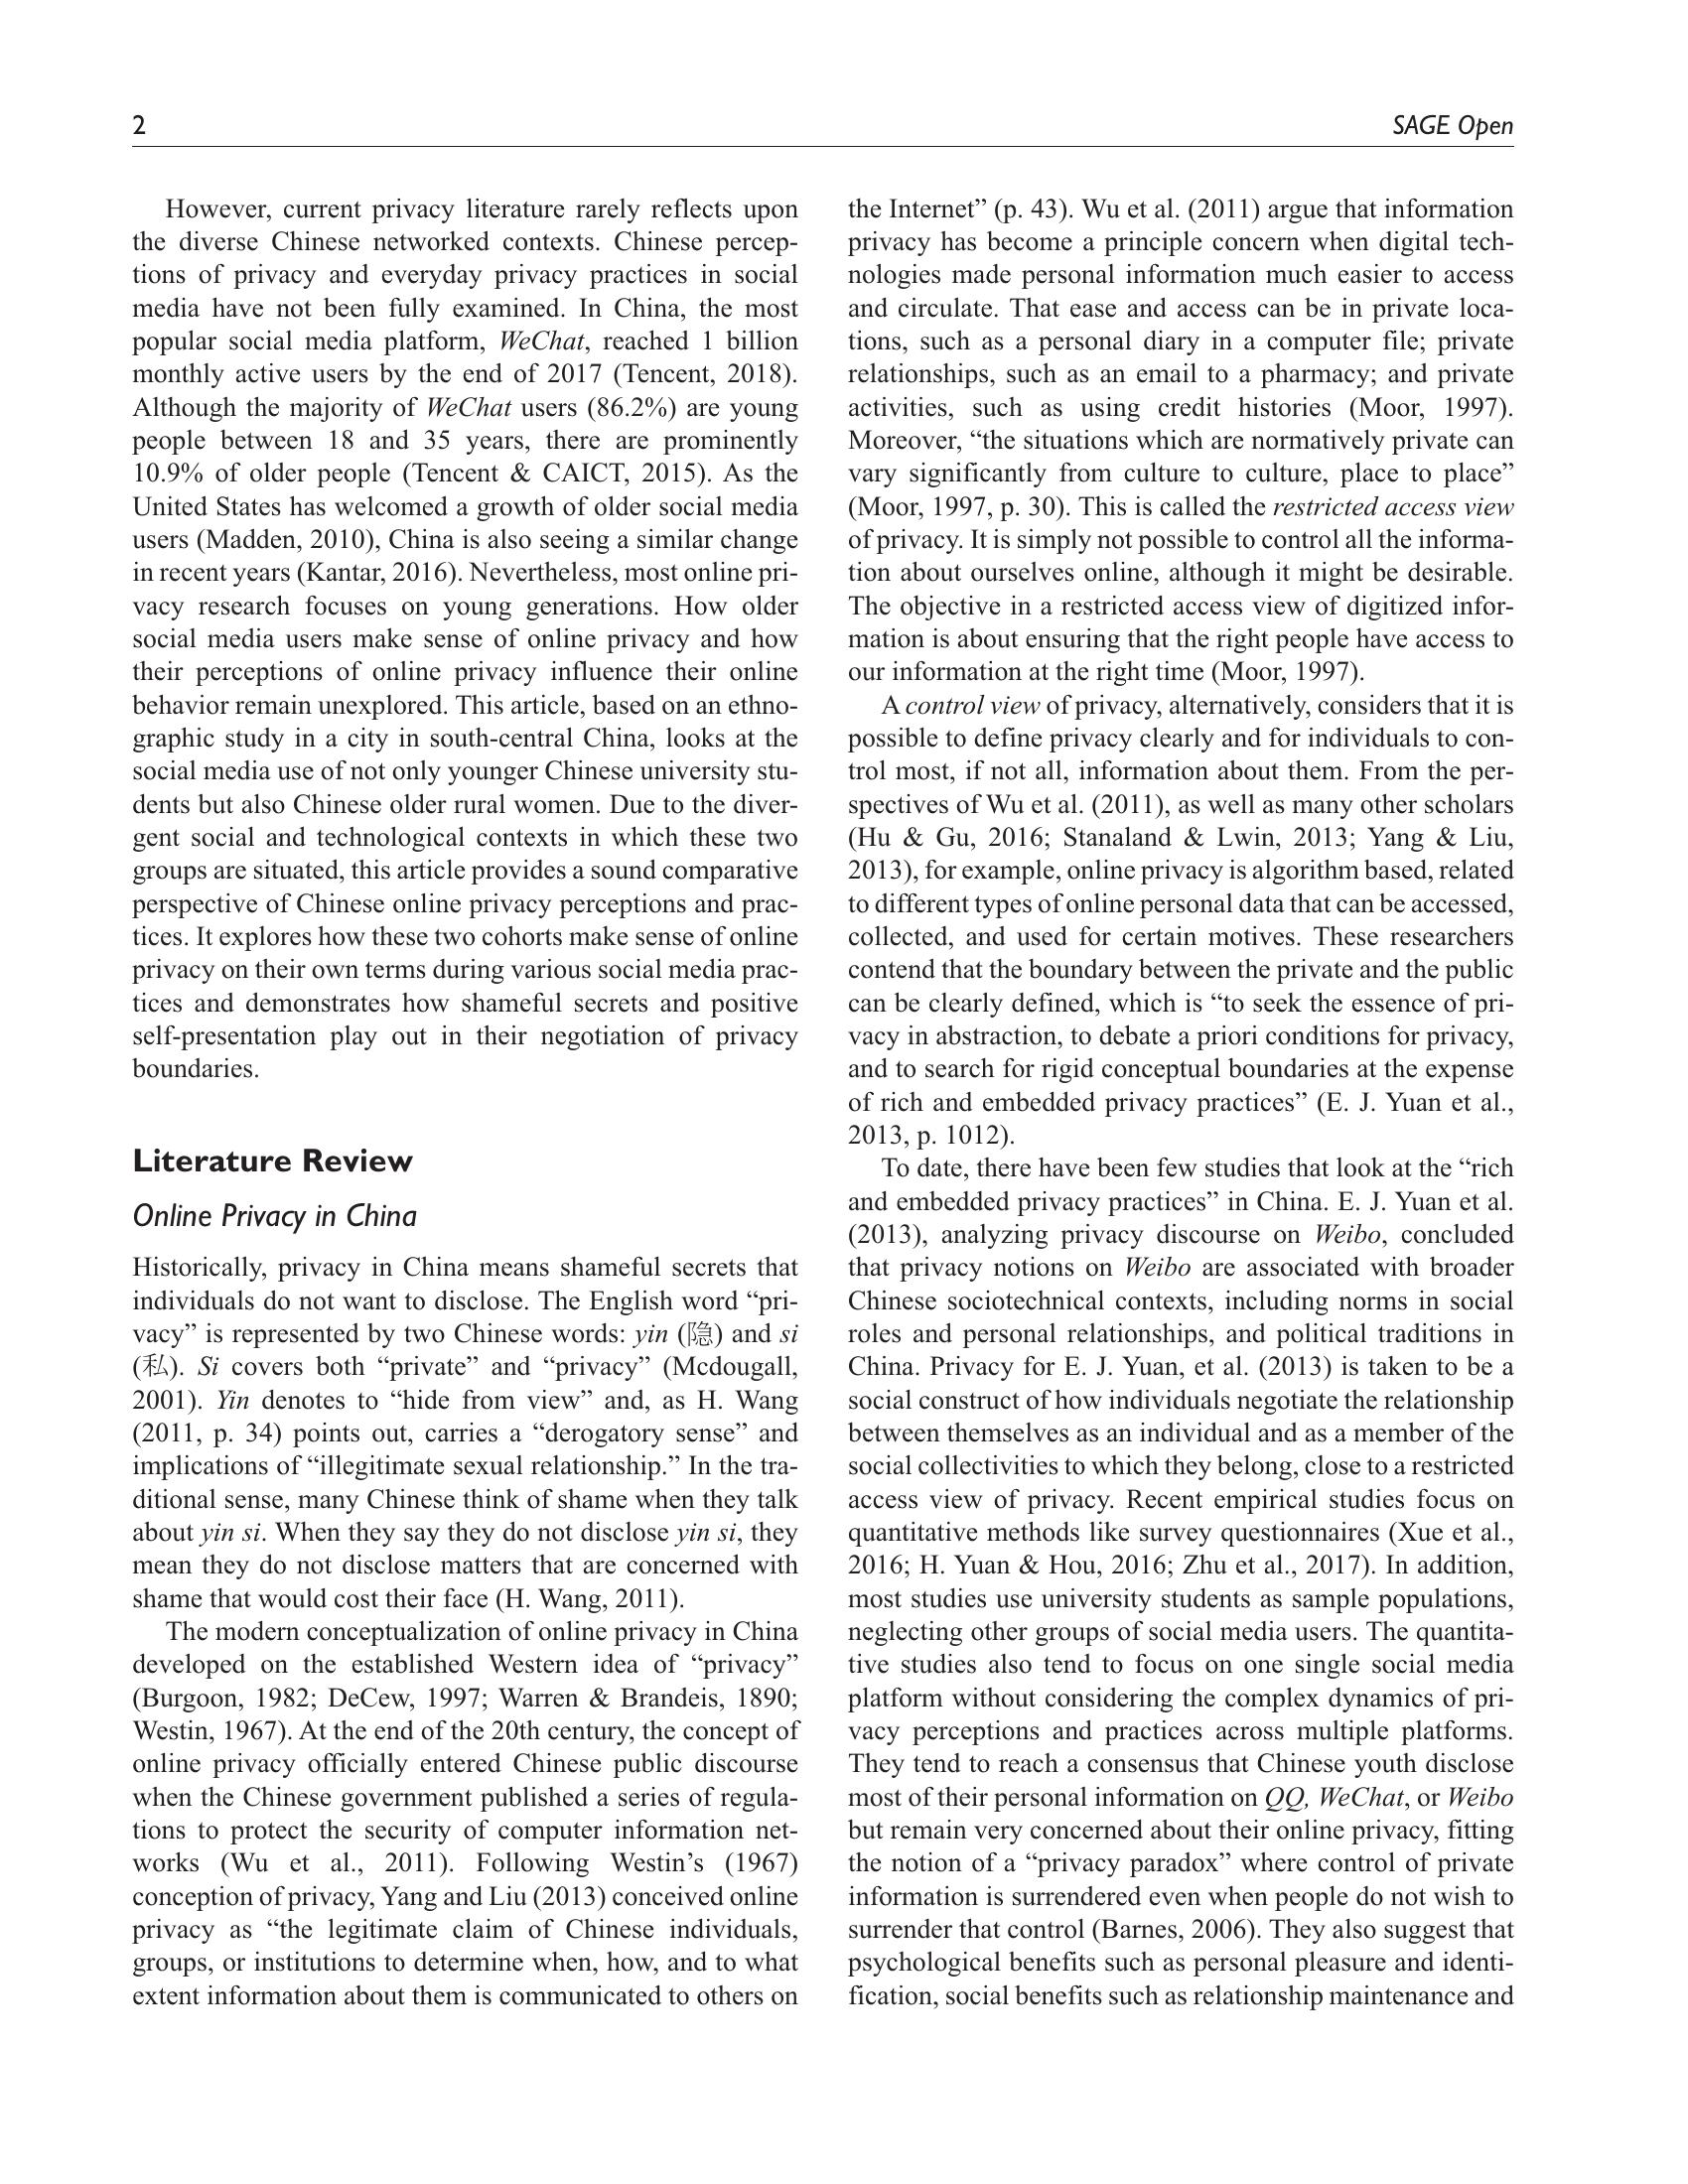 2
SAGE Open
However, current privacy literature rarely reflects upon
the diverse Chinese networked contexts. Chinese percep-
tions of privacy and everyday privacy practices in social
media have not been fully examined. In China, the most
popular social media platform, WeChat, reached 1 billion
monthly active users by the end of 2017 (Tencent, 2018).
Although the majority of WeChat users (86.2%) are young
people between 18 and 35 years, there are prominently
10.9% of older people (Tencent & CAICT, 2015). As the
United States has welcomed a growth of older social media
users (Madden, 2010), China is also seeing a similar change
in recent years (Kantar, 2016). Nevertheless, most online pri-
vacy research focuses on young generations. How older
social media users make sense of online privacy and how
their perceptions of online privacy influence their online
behavior remain unexplored. This article, based on an ethno-
graphic study in a city in south-central China, looks at the
social media use of not only younger Chinese university stu-
dents but also Chinese older rural women. Due to the diver-
gent social and technological contexts in which these two
groups are situated, this article provides a sound comparative
perspective of Chinese online privacy perceptions and prac-
tices. It explores how these two cohorts make sense of online
privacy on their own terms during various social media prac-
tices and demonstrates how shameful secrets and positive
self-presentation play out in their negotiation of privacy
boundaries.
Literature Review
Online Privacy in China
Historically, privacy in China means shameful secrets that
individuals do not want to disclose. The English word “pri-
vacy” is represented by two Chinese words: yin (隐) and si
(私). Si covers both “private” and “privacy” (Mcdougall,
2001). Yin denotes to “hide from view” and, as H. Wang
(2011, p. 34) points out, carries a “derogatory sense” and
implications of “illegitimate sexual relationship.” In the tra-
ditional sense, many Chinese think of shame when they talk
about yin si. When they say they do not disclose yin si, they
mean they do not disclose matters that are concerned with
shame that would cost their face (H. Wang, 2011).
The modern conceptualization of online privacy in China
developed on the established Western idea of “privacy”
(Burgoon, 1982; DeCew, 1997; Warren & Brandeis, 1890;
Westin, 1967). At the end of the 20th century, the concept of
online privacy officially entered Chinese public discourse
when the Chinese government published a series of regula-
tions to protect the security of computer information net-
works (Wu et al., 2011). Following Westin’s (1967)
conception of privacy, Yang and Liu (2013) conceived online
privacy as “the legitimate claim of Chinese individuals,
groups, or institutions to determine when, how, and to what
extent information about them is communicated to others on
the Internet” (p. 43). Wu et al. (2011) argue that information
privacy has become a principle concern when digital tech-
nologies made personal information much easier to access
and circulate. That ease and access can be in private loca-
tions, such as a personal diary in a computer file; private
relationships, such as an email to a pharmacy; and private
activities, such as using credit histories (Moor, 1997).
Moreover, “the situations which are normatively private can
vary significantly from culture to culture, place to place”
(Moor, 1997, p. 30). This is called the restricted access view
of privacy. It is simply not possible to control all the informa-
tion about ourselves online, although it might be desirable.
The objective in a restricted access view of digitized infor-
mation is about ensuring that the right people have access to
our information at the right time (Moor, 1997).
A control view of privacy, alternatively, considers that it is
possible to define privacy clearly and for individuals to con-
trol most, if not all, information about them. From the per-
spectives of Wu et al. (2011), as well as many other scholars
(Hu & Gu, 2016; Stanaland & Lwin, 2013; Yang & Liu,
2013), for example, online privacy is algorithm based, related
to different types of online personal data that can be accessed,
collected, and used for certain motives. These researchers
contend that the boundary between the private and the public
can be clearly defined, which is “to seek the essence of pri-
vacy in abstraction, to debate a priori conditions for privacy,
and to search for rigid conceptual boundaries at the expense
of rich and embedded privacy practices” (E. J. Yuan et al.,
2013, p. 1012).
To date, there have been few studies that look at the “rich
and embedded privacy practices” in China. E. J. Yuan et al.
(2013), analyzing privacy discourse on Weibo, concluded
that privacy notions on Weibo are associated with broader
Chinese sociotechnical contexts, including norms in social
roles and personal relationships, and political traditions in
China. Privacy for E. J. Yuan, et al. (2013) is taken to be a
social construct of how individuals negotiate the relationship
between themselves as an individual and as a member of the
social collectivities to which they belong, close to a restricted
access view of privacy. Recent empirical studies focus on
quantitative methods like survey questionnaires (Xue et al.,
2016; H. Yuan & Hou, 2016; Zhu et al., 2017). In addition,
most studies use university students as sample populations,
neglecting other groups of social media users. The quantita-
tive studies also tend to focus on one single social media
platform without considering the complex dynamics of pri-
vacy perceptions and practices across multiple platforms.
They tend to reach a consensus that Chinese youth disclose
most of their personal information on QQ, WeChat, or Weibo
but remain very concerned about their online privacy, fitting
the notion of a “privacy paradox” where control of private
information is surrendered even when people do not wish to
surrender that control (Barnes, 2006). They also suggest that
psychological benefits such as personal pleasure and identi-
fication, social benefits such as relationship maintenance and